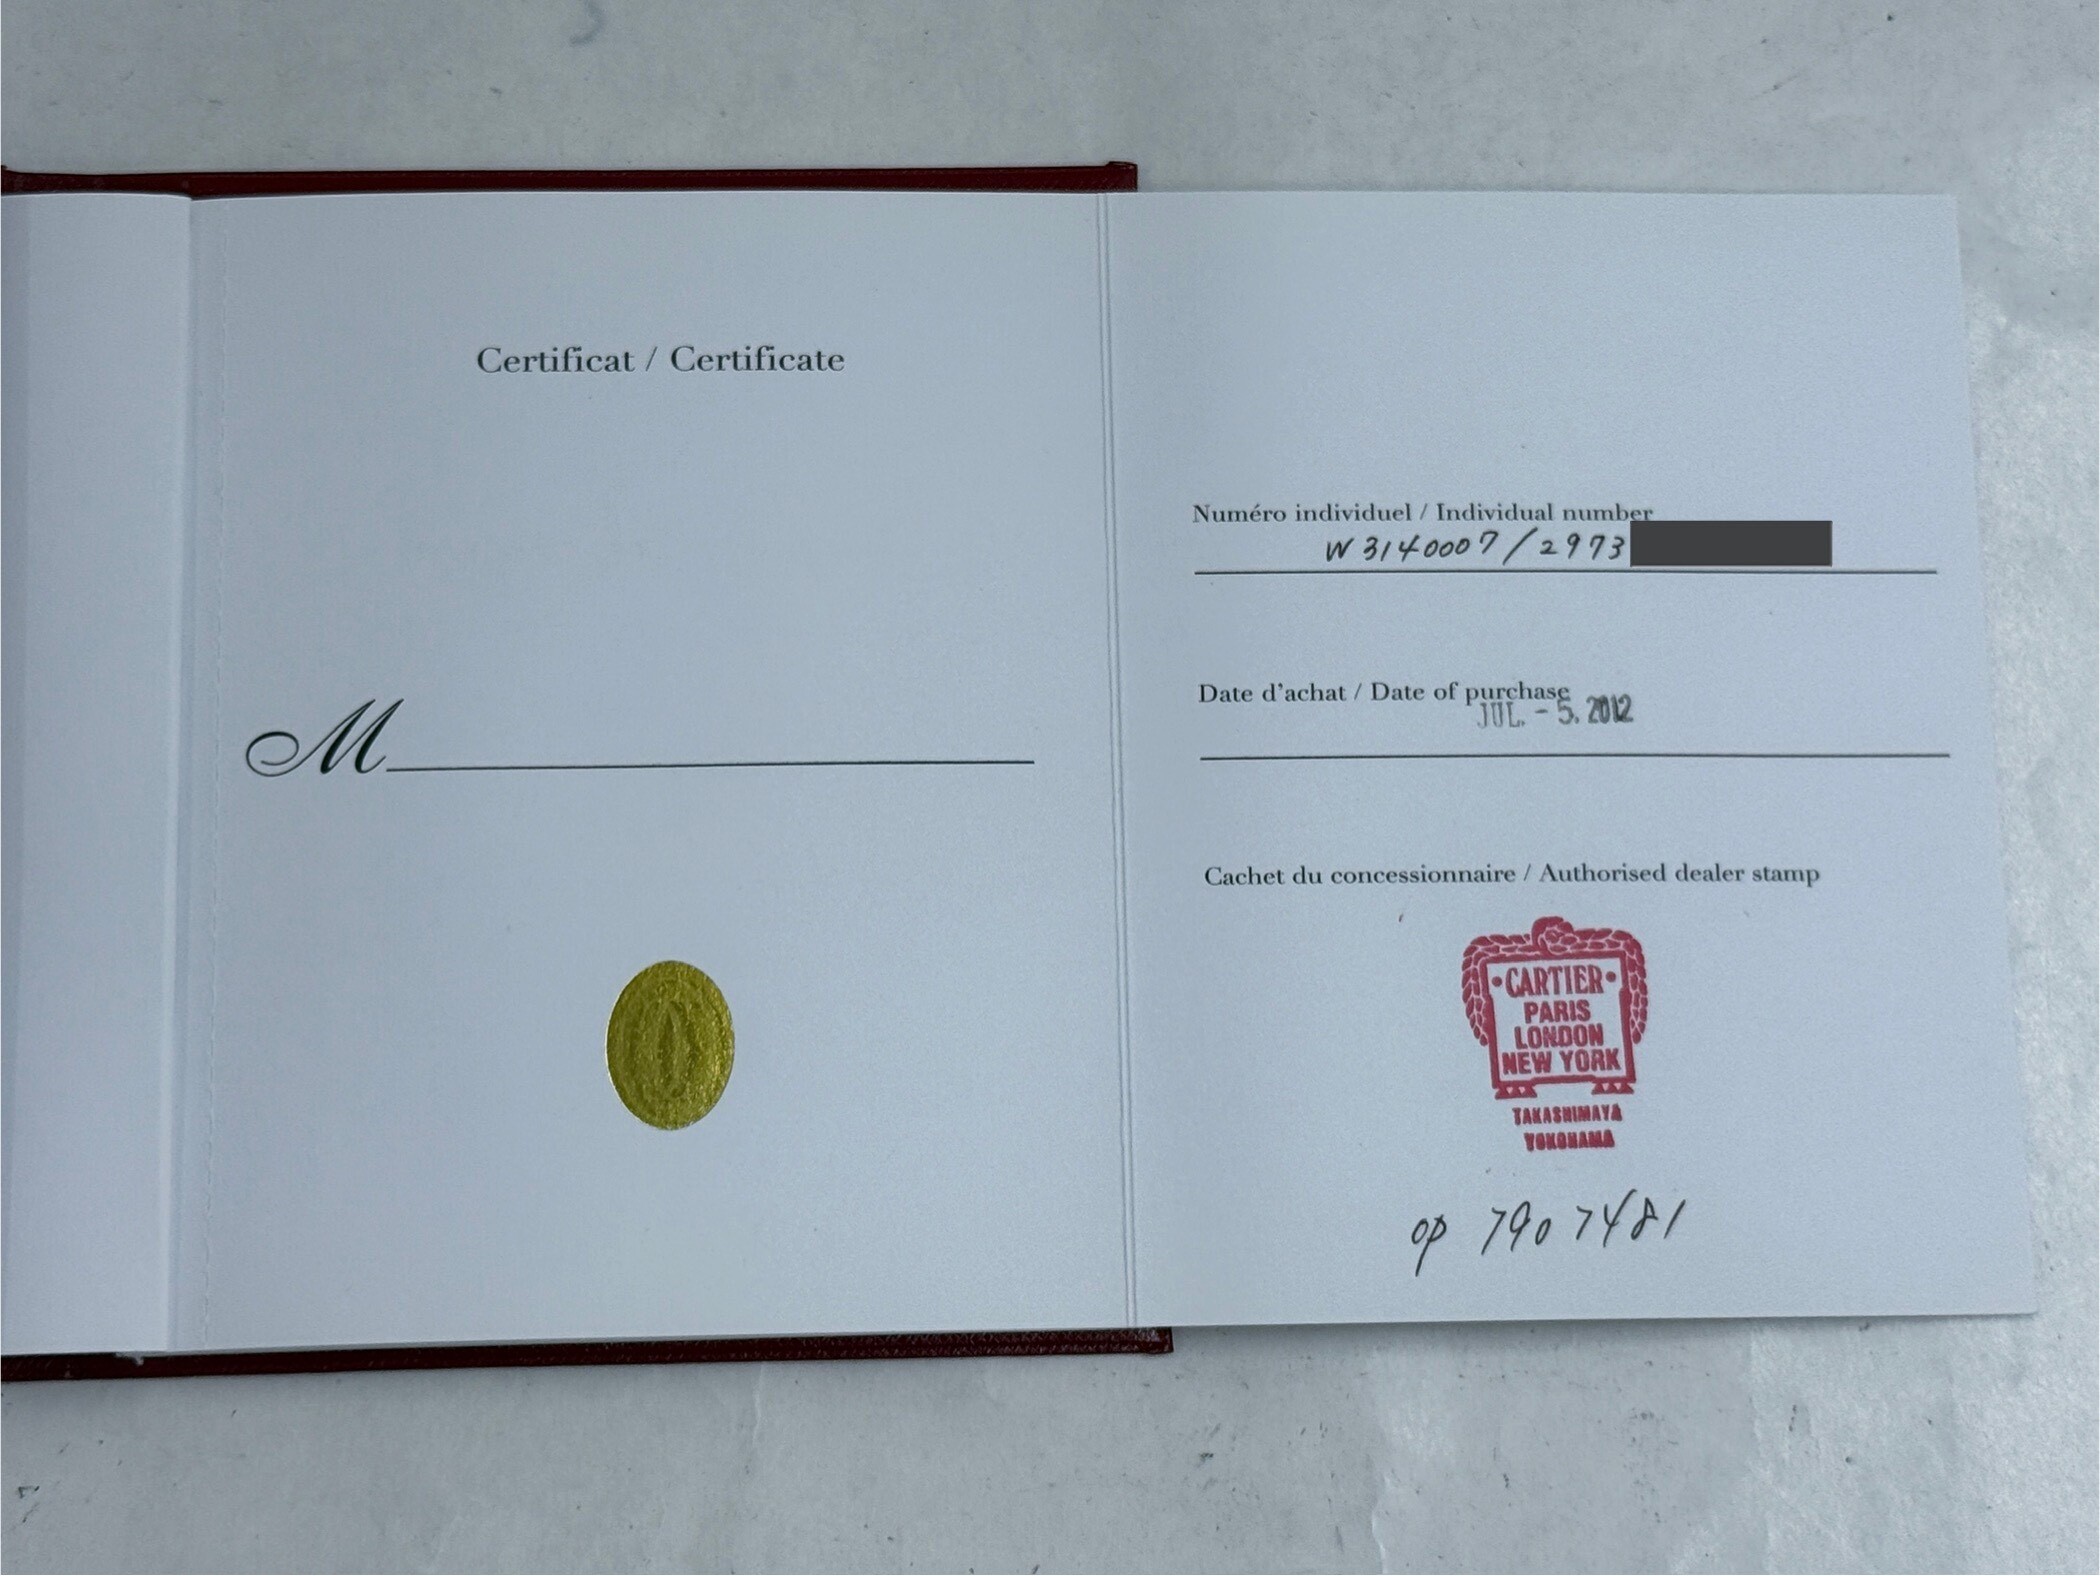 Certificat / Certificate
M
Numéro individuel / Individual number
W3140007/2973
Date d'achat / Date of purchase
JUL. - 5. 2012
Cachet du concessionnaire / Authorised dealer stamp
•CARTIER•
PARIS
LONDON
NEW YORK
TAKASHIMAYA
YOKOHAMA
op 7907481